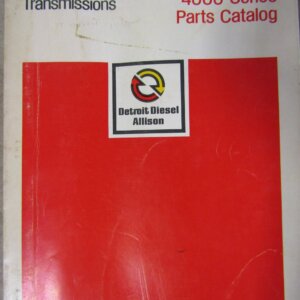 Transmissions
Series
Parts Catalog
Detroit Diesel
Allison